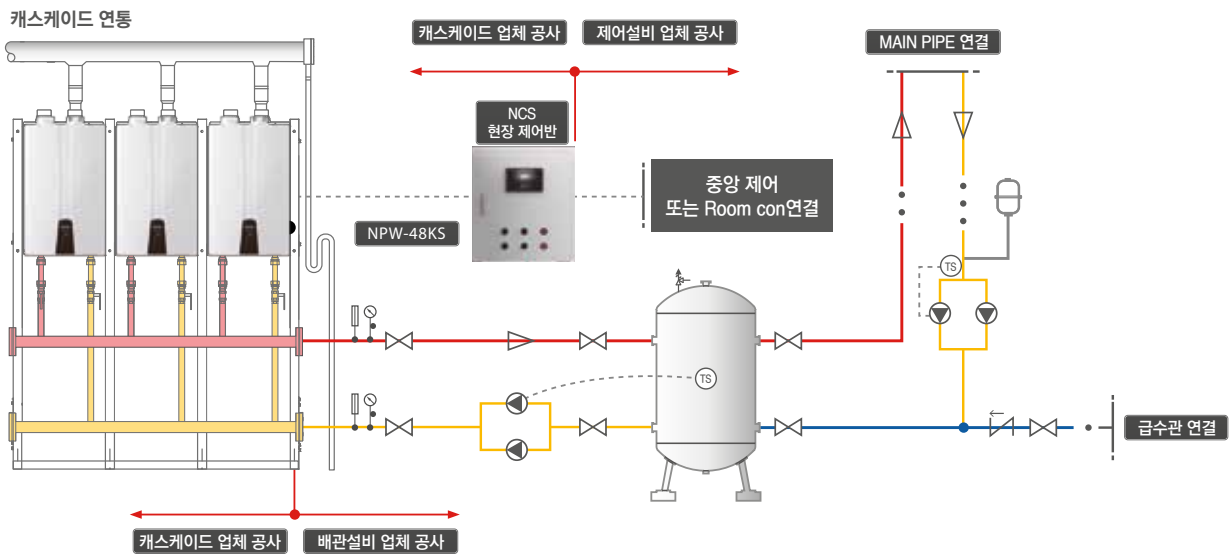 캐스케이드 연통
캐스케이드 업체 공사
제어설비 업체 공사
MAIN PIPE 연결
NCS
현장 제어반
중앙 제어
또는 Room con연결
NPW-48KS
TS
TS
급수관 연결
캐스케이드 업체 공사
배관설비 업체 공사